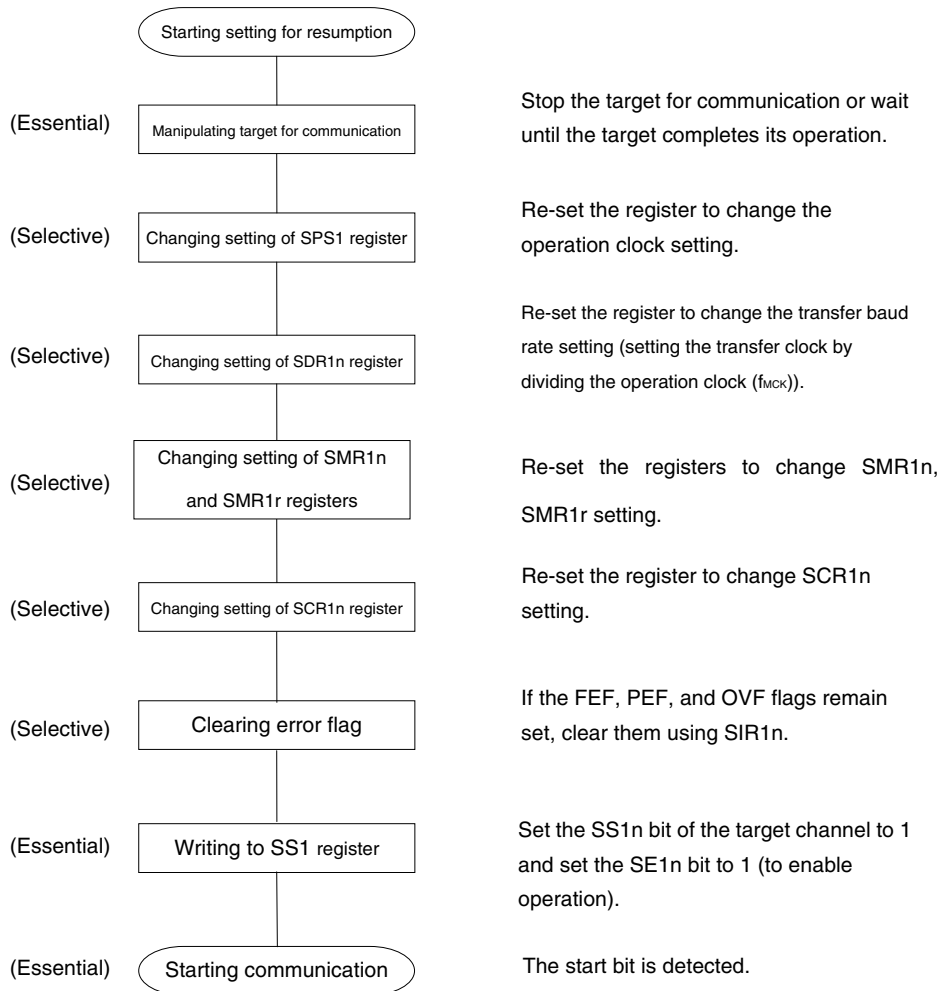 Starting setting for resumption
(Essential)
Manipulating target for communication
Stop the target for communication or wait
until the target completes its operation.
(Selective)
Changing setting of SPS1 register
Re-set the register to change the
operation clock setting.
(Selective)
Changing setting of SDR1n register
Re-set the register to change the transfer baud
rate setting (setting the transfer clock by
dividing the operation clock (fMCK)).
(Selective)
Changing setting of SMR1n
and SMR1r registers
Re-set the registers to change SMR1n,
SMR1r setting.
(Selective)
Changing setting of SCR1n register
Re-set the register to change SCR1n
setting.
(Selective)
Clearing error flag
If the FEF, PEF, and OVF flags remain
set, clear them using SIR1n.
(Essential)
Writing to SS1 register
Set the SS1n bit of the target channel to 1
and set the SE1n bit to 1 (to enable
operation).
(Essential)
Starting communication
The start bit is detected.